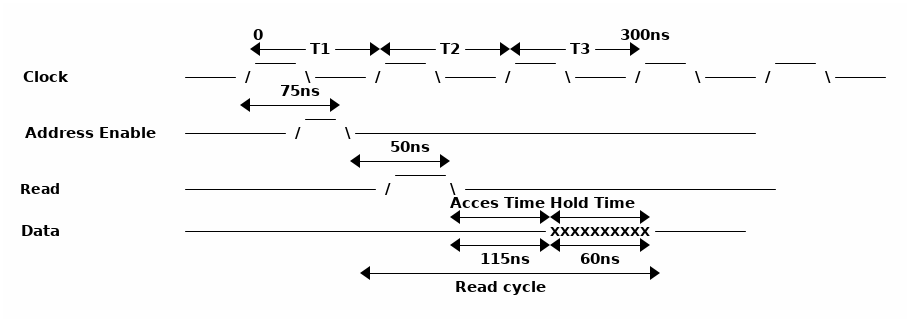 0 300ns
T1 T2 T3
Clock
75ns
Address Enable
50ns
Read
Acces Time Hold Time
Data xxxxxxxxxx
115ns 60ns
Read cycle